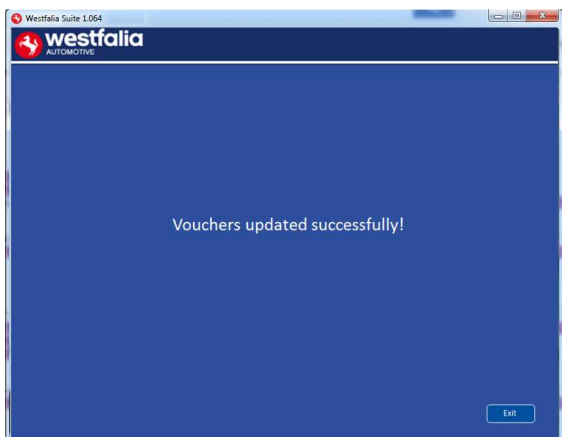 Westfalia Suite 1.064
westfalia
AUTOMOTIVE
Vouchers updated successfully!
Exit